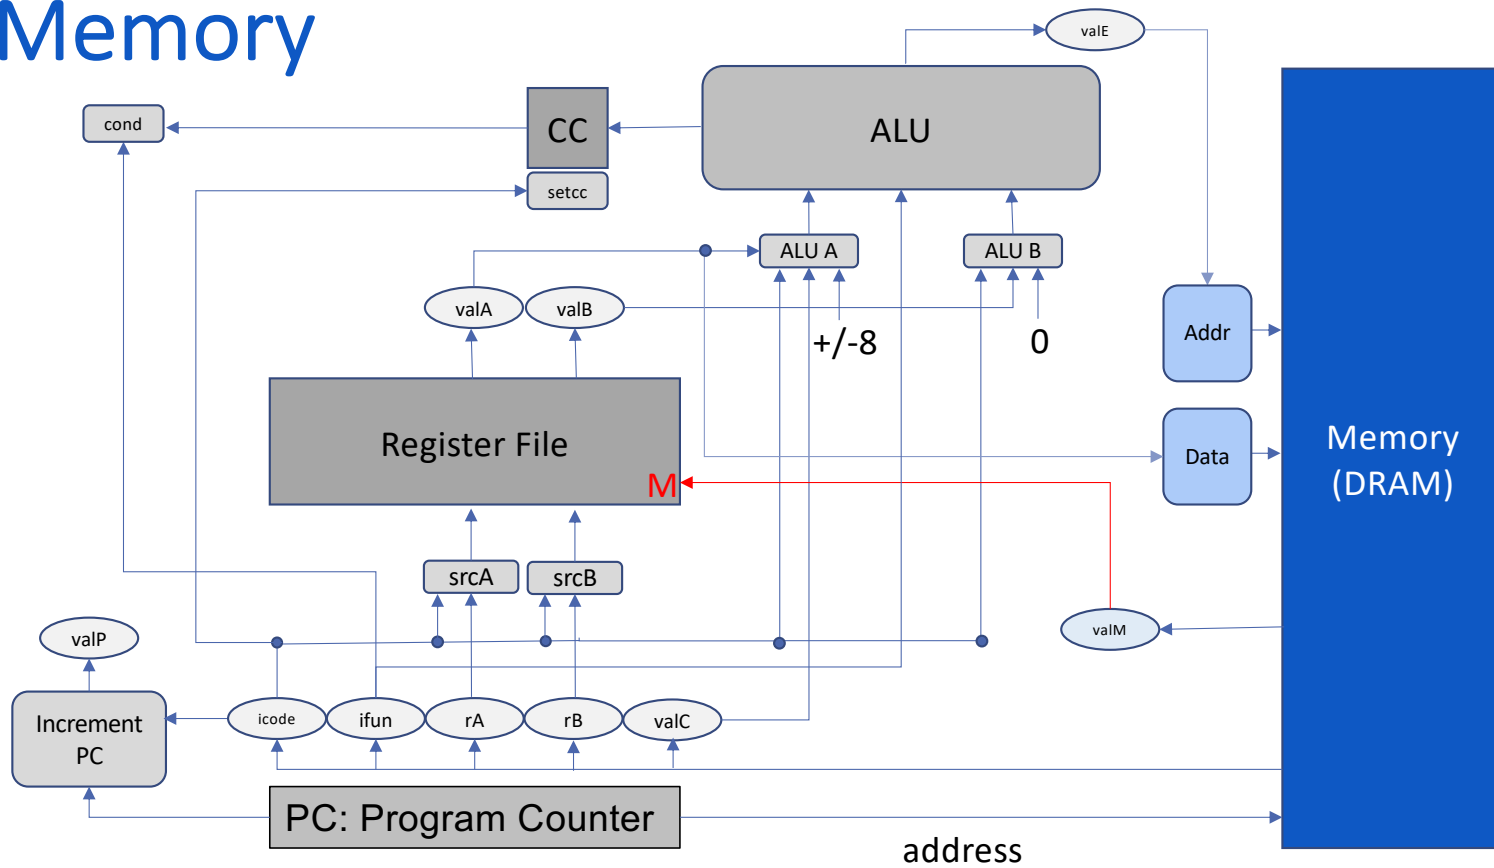 Memory
valE
cond
CC
ALU
setcc
ALU A
ALU B
valA
valB
+/-8
0
Addr
Register File
M
Data
Memory
(DRAM)
srcA
srcB
valP
valM
Increment
PC
icode
ifun
rA
rB
valC
PC: Program Counter
address